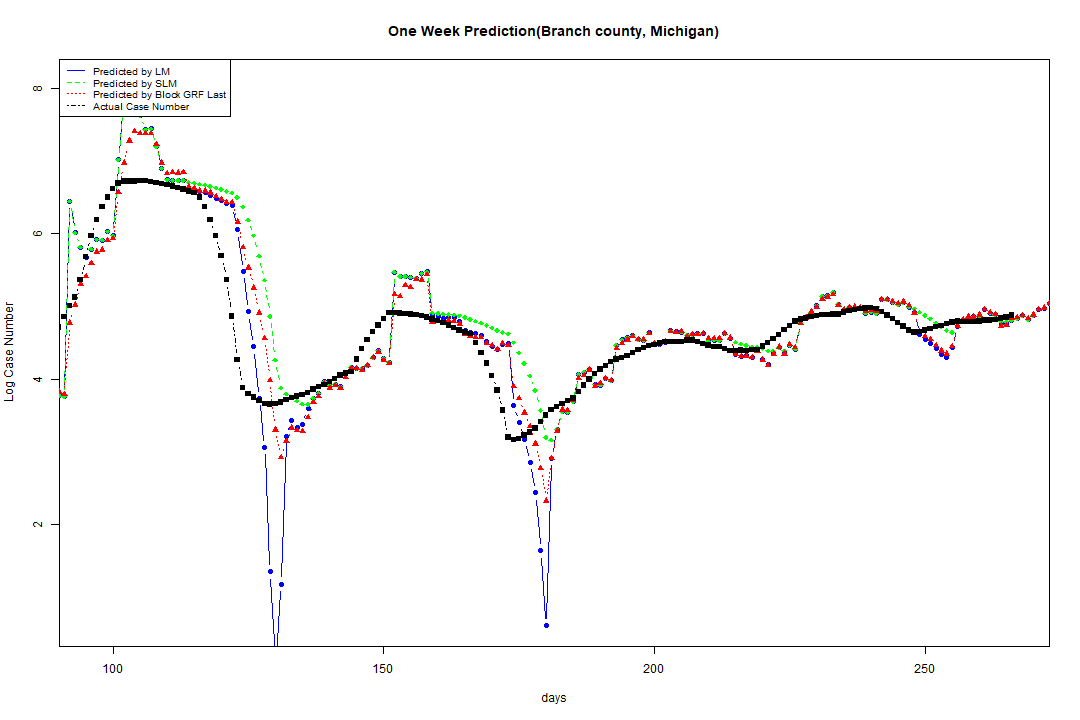 One Week Prediction(Branch county, Michigan)
Predicted by LM
Predicted by SLM
Predicted by Block GRF Last
Actual Case Number
Log Case Number
8
6
4
2
100 150 200 250
days